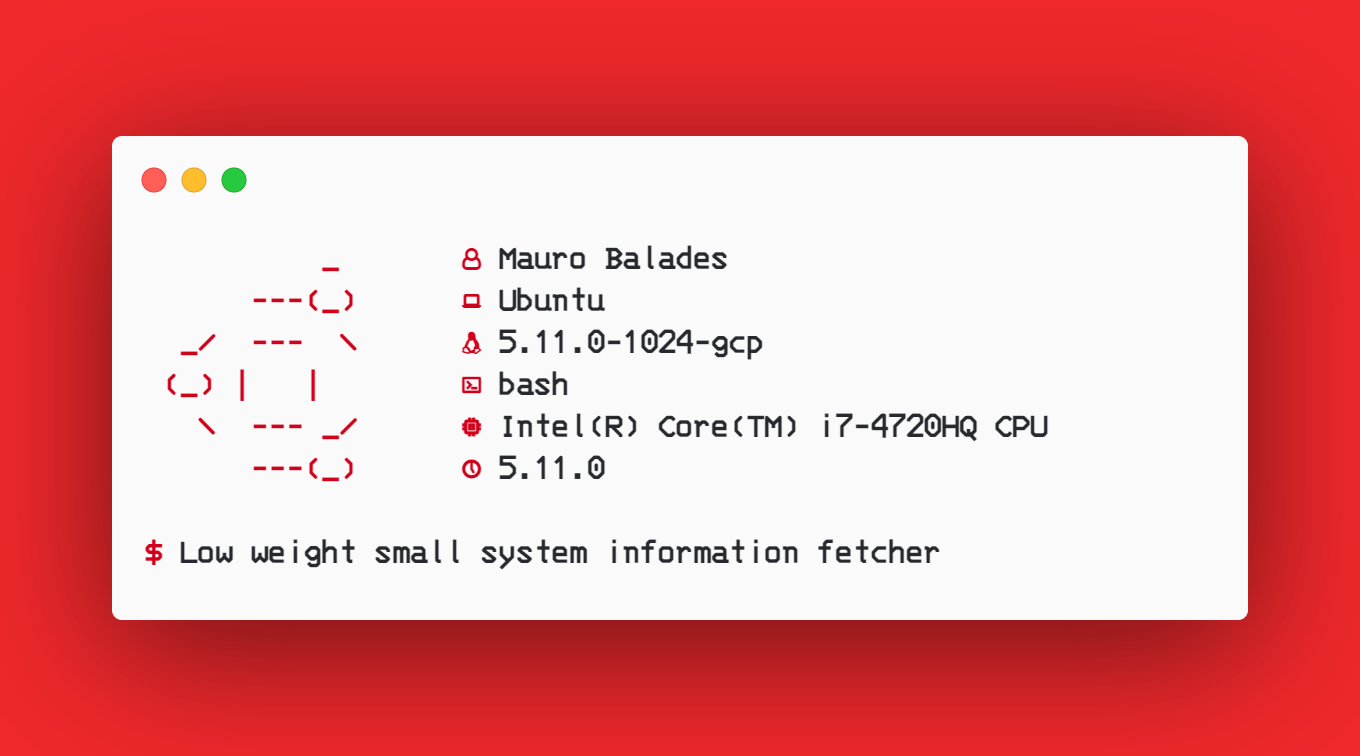 Mauro Balades
Ubuntu
5.11.0-1024-gcp
bash
Intel(R) Core(TM) i7-4720HQ CPU
5.11.0
$ Low weight small system information fetcher